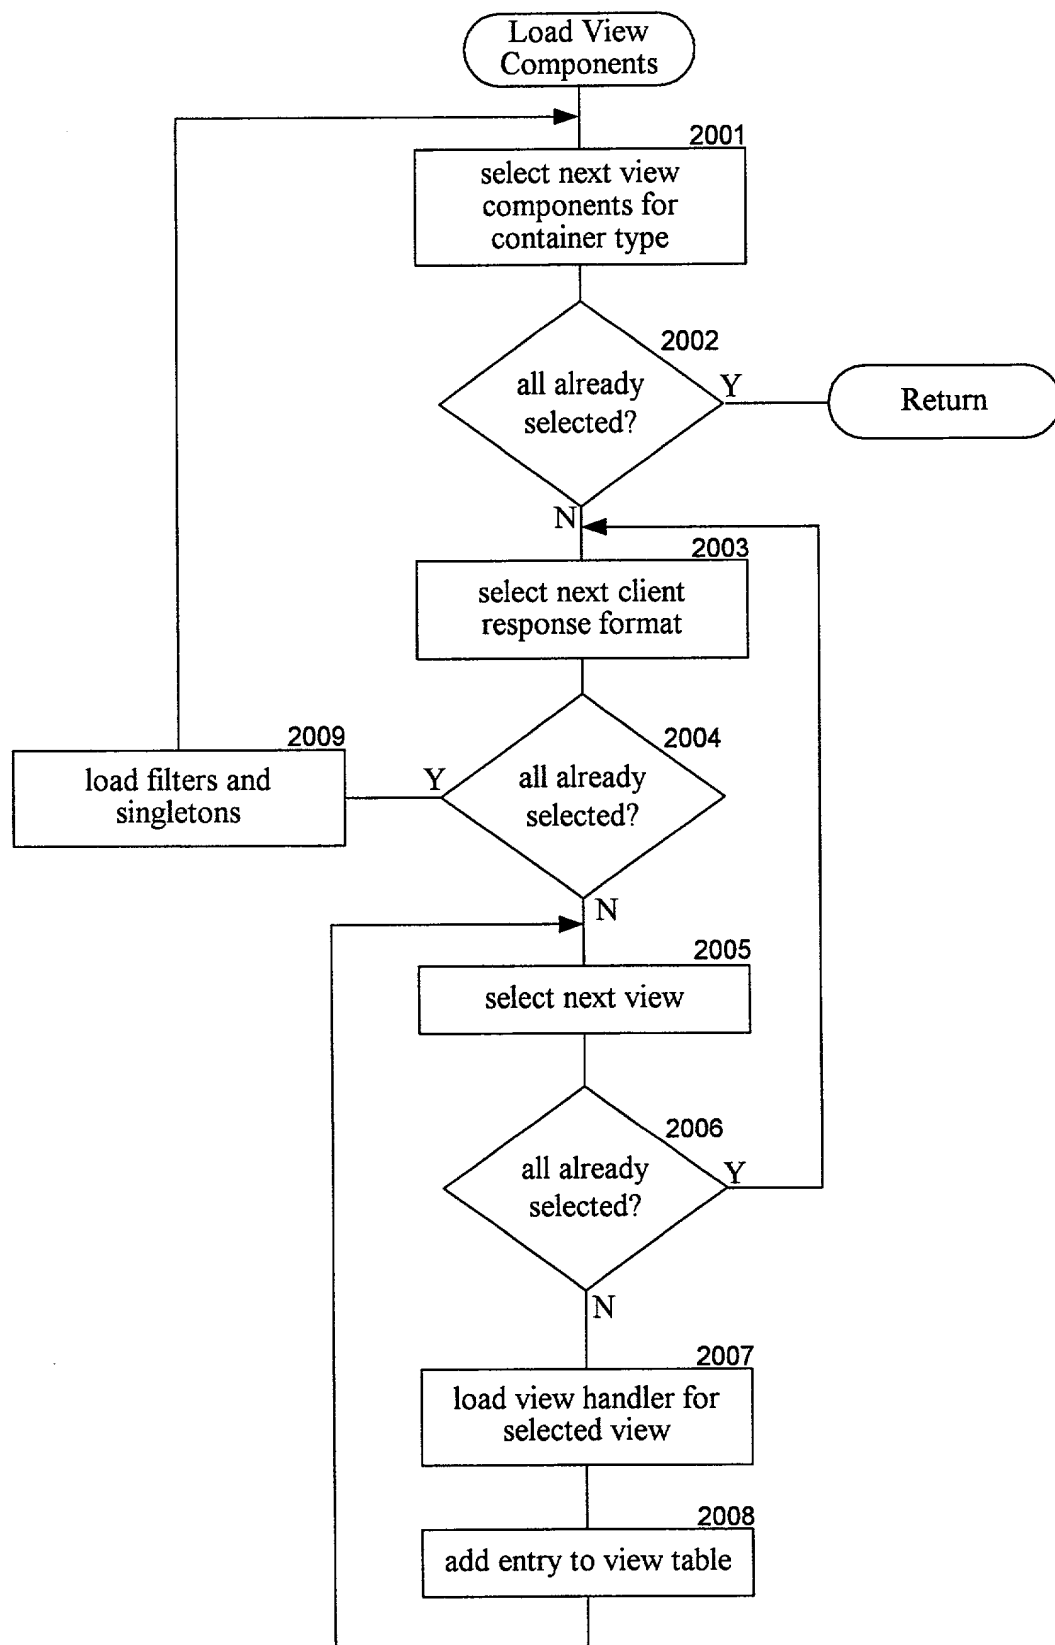 Load View
Components
2001
select next view
components for
container type
2002
all already
selected?
Y
Return
N
2003
select next client
response format
2004
all already
selected?
Y
2009
load filters and
singletons
N
2005
select next view
2006
all already
selected?
Y
N
2007
load view handler for
selected view
2008
add entry to view table